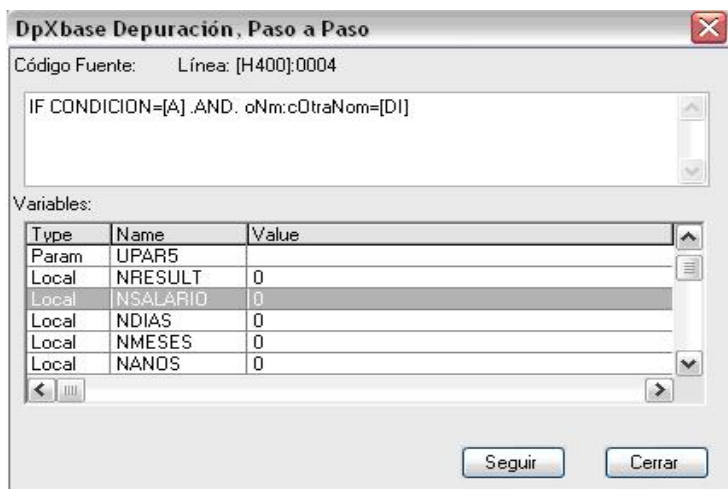 DpXbase Depuración, Paso a Paso
Código Fuente: Línea: [H400]:0004
IF CONDICION=[A] .AND. oNm:cOtraNom=[DI]
Variables:
Type Name Value
Param UPAR5
Local NRESULT 0
Local NSALARIO 0
Local NDIAS 0
Local NMESES 0
Local NANOS 0
Seguir Cerrar